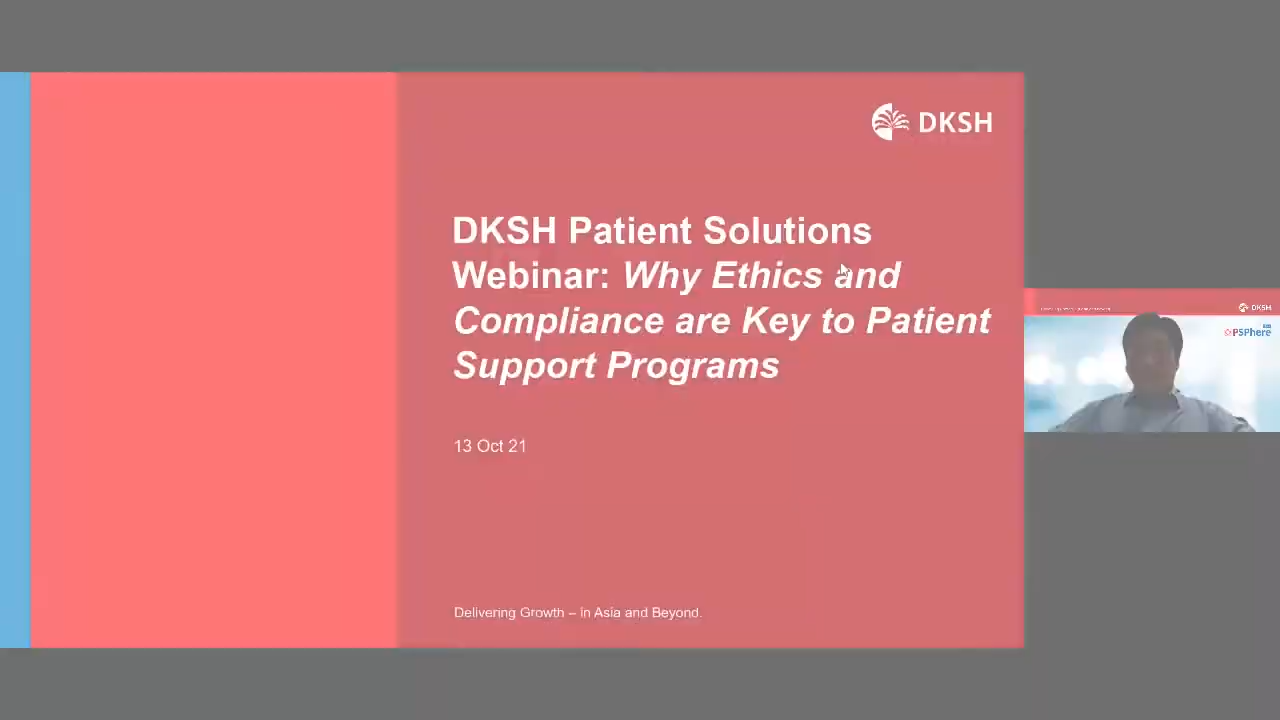 DKSH
DKSH Patient Solutions
Webinar: Why Ethics and
Compliance are Key to Patient
Support Programs
13 Oct 21
Delivering Growth – in Asia and Beyond.
DKSH
PSPhere